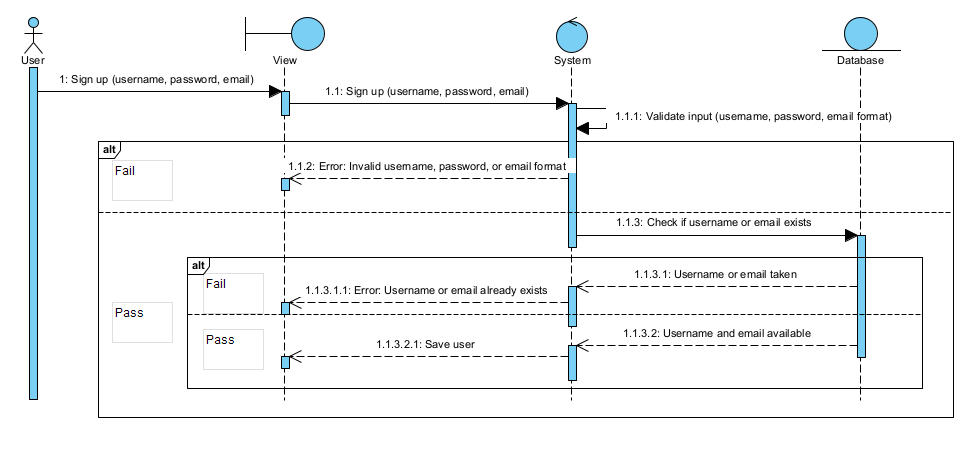 User
View
System
Database
1: Sign up (username, password, email)
1.1: Sign up (username, password, email)
1.1.1: Validate input (username, password, email format)
alt
Fail
1.1.2: Error: Invalid username, password, or email format
1.1.3: Check if username or email exists
alt
Fail
1.1.3.1: Username or email taken
1.1.3.1.1: Error: Username or email already exists
Pass
Pass
1.1.3.2: Username and email available
1.1.3.2.1: Save user